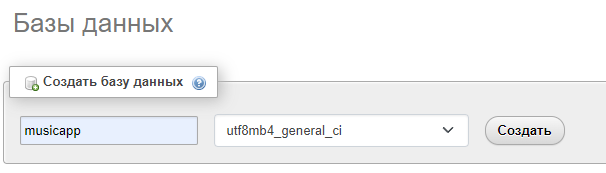 Базы данных
Создать базу данных
musicapp utf8mb4_general_ci Создать